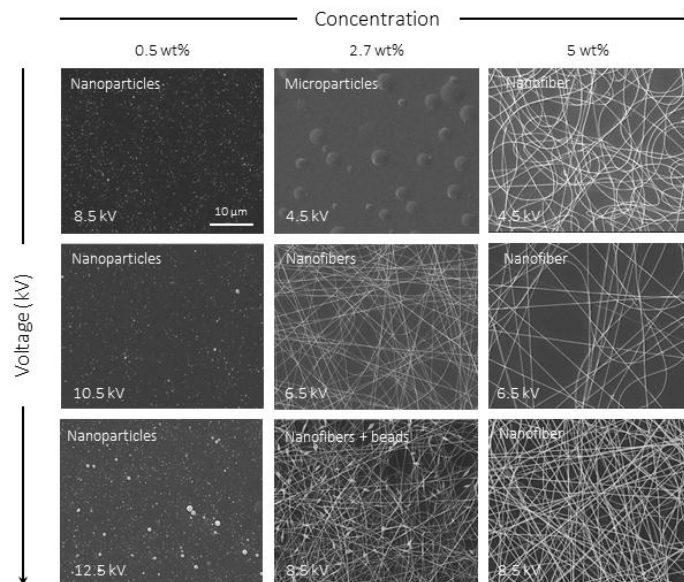 Concentration
0.5 wt%
2.7 wt%
5 wt%
Voltage (kV)
Nanoparticles
8.5 kV
10 μm
Microparticles
4.5 kV
Nanofiber
4.5 kV
Nanoparticles
10.5 kV
Nanofibers
6.5 kV
Nanofiber
6.5 kV
Nanoparticles
12.5 kV
Nanofibers + beads
8.5 kV
Nanofiber
8.5 kV